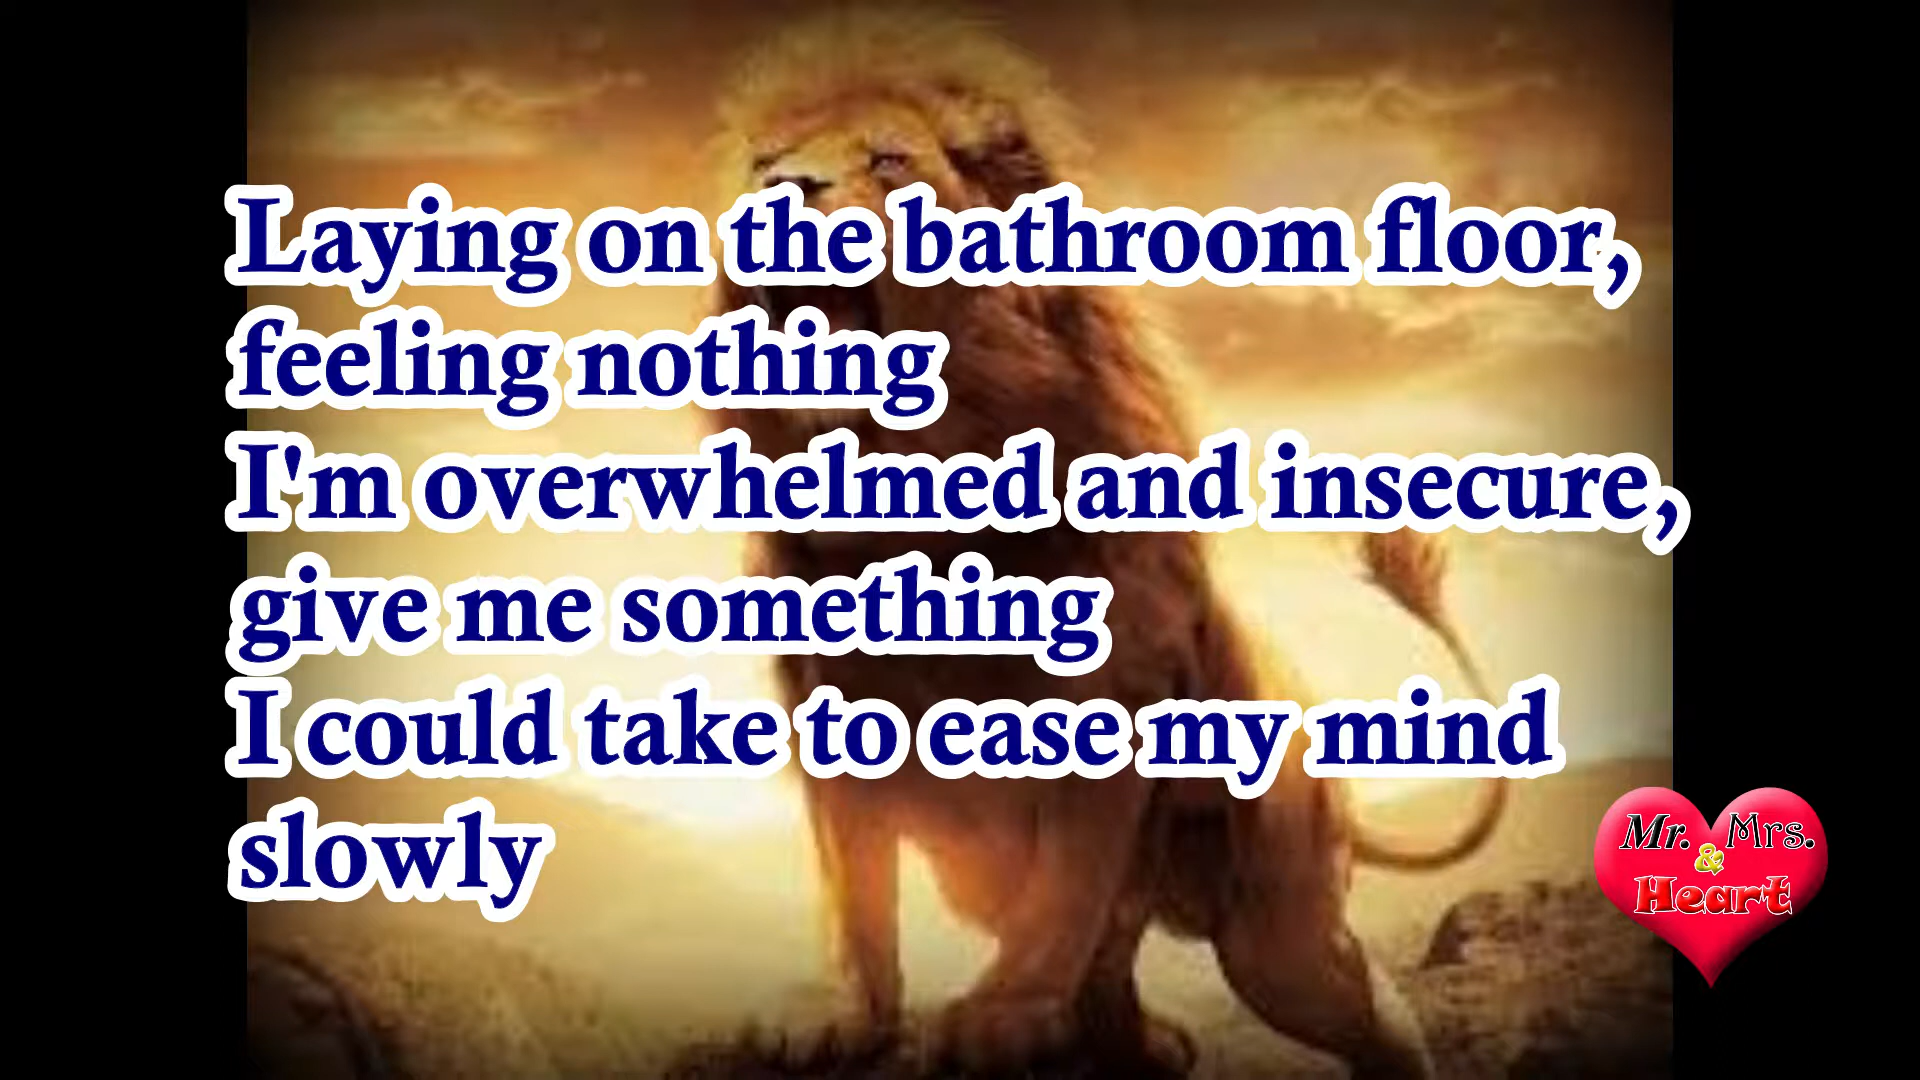 Laying on the bathroom floor,
feeling nothing
I'm overwhelmed and insecure,
give me something
I could take to ease my mind
slowly
Mr. & Mrs.
Heart